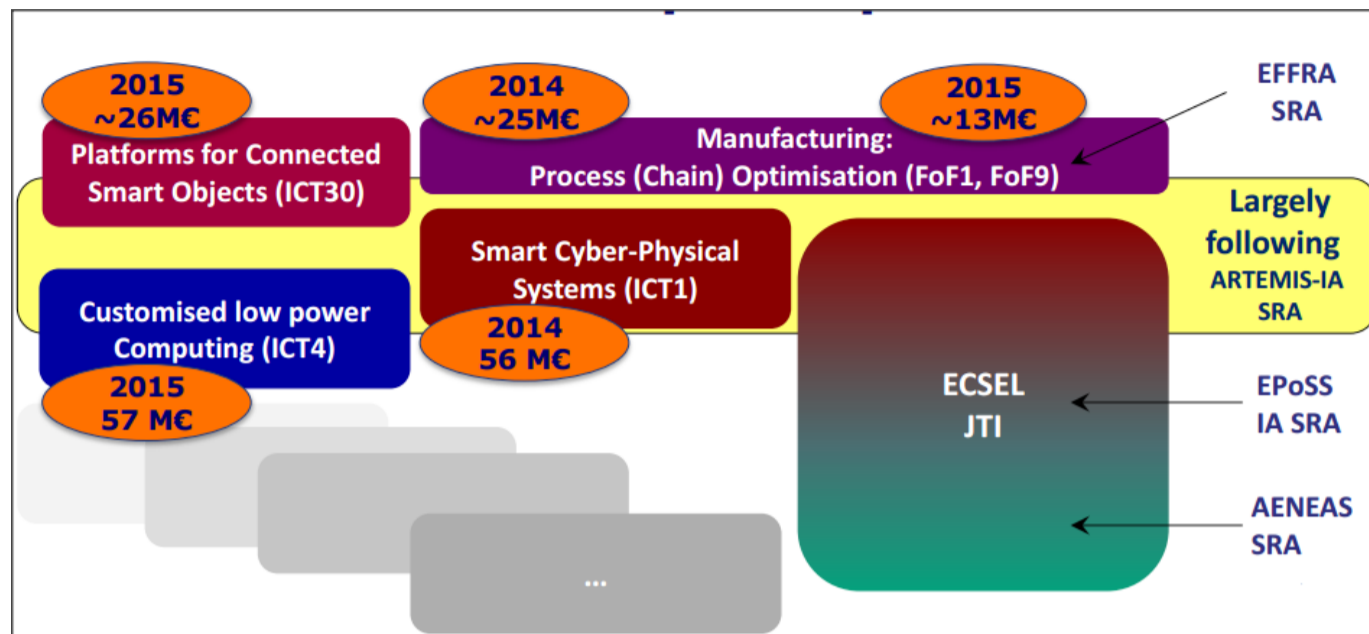 2015
~26M€
Platforms for Connected
Smart Objects (ICT30)
2014
~25M€
2015
~13M€
Manufacturing:
Process (Chain) Optimisation (FoF1, FoF9)
EFFRA
SRA
Largely
following
ARTEMIS-IA
SRA
Smart Cyber-Physical
Systems (ICT1)
2014
56 M€
Customised low power
Computing (ICT4)
2015
57 M€
ECSEL
JTI
EPoSS
IA SRA
AENEAS
SRA
...